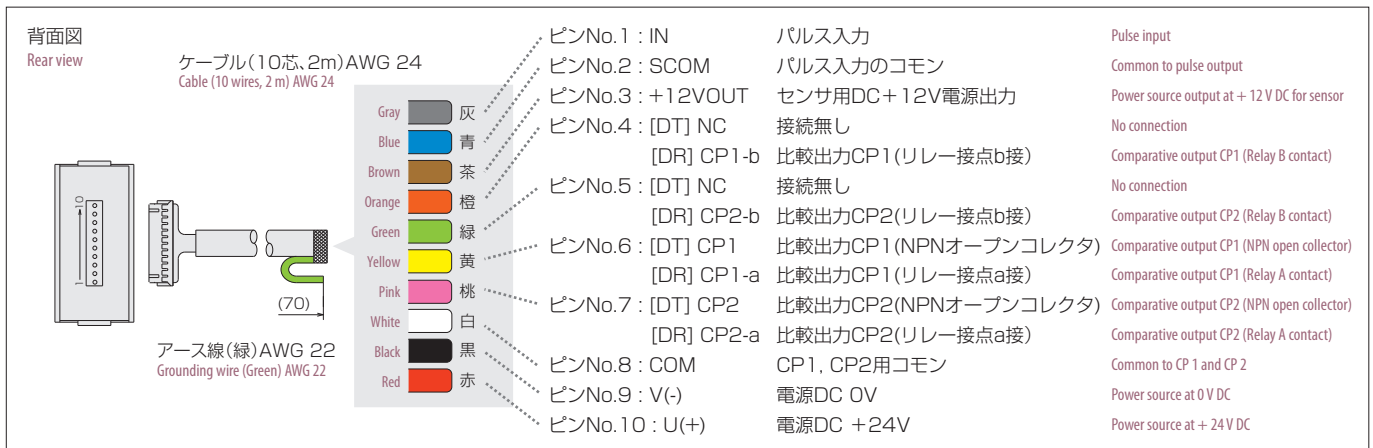 背面図
Rear view
ケーブル（10芯、2m）AWG 24
Cable (10 wires, 2 m) AWG 24
10
1
(70)
アース線（緑）AWG 22
Grounding wire (Green) AWG 22
Gray 灰
Blue 青
Brown 茶
Orange 橙
Green 緑
Yellow 黄
Pink 桃
White 白
Black 黒
Red 赤
ピンNo.1 : IN パルス入力 Pulse input
ピンNo.2 : SCOM パルス入力のコモン Common to pulse output
ピンNo.3 : +12VOUT センサ用DC＋12V電源出力 Power source output at + 12 V DC for sensor
ピンNo.4 : [DT] NC 接続無し No connection
[DR] CP1-b 比較出力CP1(リレー接点b接） Comparative output CP1 (Relay B contact)
ピンNo.5 : [DT] NC 接続無し No connection
[DR] CP2-b 比較出力CP2(リレー接点b接） Comparative output CP2 (Relay B contact)
ピンNo.6 : [DT] CP1 比較出力CP1(NPNオープンコレクタ) Comparative output CP1 (NPN open collector)
[DR] CP1-a 比較出力CP1(リレー接点a接） Comparative output CP1 (Relay A contact)
ピンNo.7 : [DT] CP2 比較出力CP2(NPNオープンコレクタ) Comparative output CP2 (NPN open collector)
[DR] CP2-a 比較出力CP2(リレー接点a接） Comparative output CP2 (Relay A contact)
ピンNo.8 : COM CP1, CP2用コモン Common to CP 1 and CP 2
ピンNo.9 : V(-) 電源DC 0V Power source at 0 V DC
ピンNo.10 : U(+) 電源DC ＋24V Power source at + 24 V DC